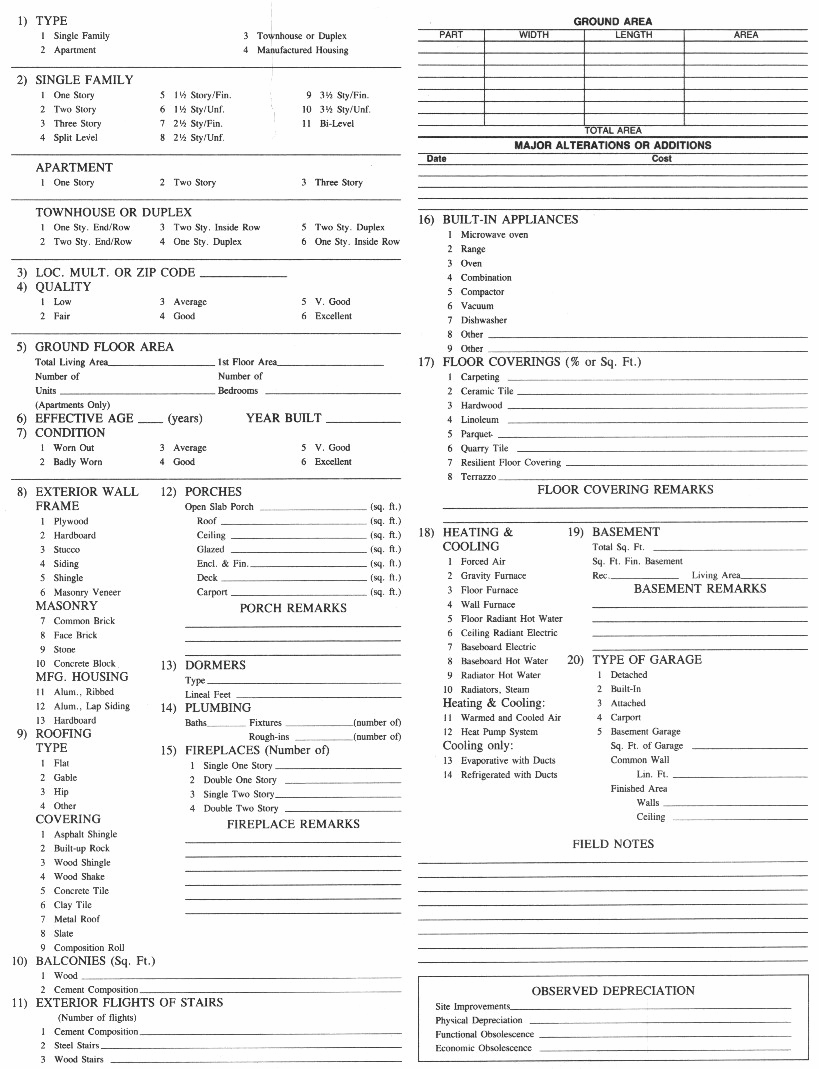 1) TYPE
1 Single Family 3 Townhouse or Duplex
2 Apartment 4 Manufactured Housing
2) SINGLE FAMILY
1 One Story 5 1½ Story/Fin. 9 3½ Sty/Fin.
2 Two Story 6 1½ Sty/Unf. 10 3½ Sty/Unf.
3 Three Story 7 2½ Sty/Fin. 11 Bi-Level
4 Split Level 8 2½ Sty/Unf.
APARTMENT
1 One Story 2 Two Story 3 Three Story
TOWNHOUSE OR DUPLEX
1 One Sty. End/Row 3 Two Sty. Inside Row 5 Two Sty. Duplex
2 Two Sty. End/Row 4 One Sty. Duplex 6 One Sty. Inside Row
3) LOC. MULT. OR ZIP CODE
4) QUALITY
1 Low 3 Average 5 V. Good
2 Fair 4 Good 6 Excellent
5) GROUND FLOOR AREA
Total Living Area 1st Floor Area
Number of Number of
Units Bedrooms
(Apartments Only)
6) EFFECTIVE AGE (years) YEAR BUILT
7) CONDITION
1 Worn Out 3 Average 5 V. Good
2 Badly Worn 4 Good 6 Excellent
8) EXTERIOR WALL
FRAME
1 Plywood
2 Hardboard
3 Stucco
4 Siding
5 Shingle
6 Masonry Veneer
MASONRY
7 Common Brick
8 Face Brick
9 Stone
10 Concrete Block
MFG. HOUSING
11 Alum., Ribbed
12 Alum., Lap Siding
13 Hardboard
9) ROOFING
TYPE
1 Flat
2 Gable
3 Hip
4 Other
COVERING
1 Asphalt Shingle
2 Built-up Rock
3 Wood Shingle
4 Wood Shake
5 Concrete Tile
6 Clay Tile
7 Metal Roof
8 Slate
9 Composition Roll
10) BALCONIES (Sq. Ft.)
1 Wood
2 Cement Composition
11) EXTERIOR FLIGHTS OF STAIRS
(Number of flights)
1 Cement Composition
2 Steel Stairs
3 Wood Stairs
12) PORCHES
Open Slab Porch (sq. ft.)
Roof (sq. ft.)
Ceiling (sq. ft.)
Glazed (sq. ft.)
Encl. & Fin. (sq. ft.)
Deck (sq. ft.)
Carport (sq. ft.)
PORCH REMARKS
13) DORMERS
Type
Lineal Feet
14) PLUMBING
Baths Fixtures (number of)
Rough-ins (number of)
15) FIREPLACES (Number of)
1 Single One Story
2 Double One Story
3 Single Two Story
4 Double Two Story
FIREPLACE REMARKS
GROUND AREA
PART WIDTH LENGTH AREA
TOTAL AREA
MAJOR ALTERATIONS OR ADDITIONS
Date Cost
16) BUILT-IN APPLIANCES
1 Microwave oven
2 Range
3 Oven
4 Combination
5 Compactor
6 Vacuum
7 Dishwasher
8 Other
9 Other
17) FLOOR COVERINGS (% or Sq. Ft.)
1 Carpeting
2 Ceramic Tile
3 Hardwood
4 Linoleum
5 Parquet
6 Quarry Tile
7 Resilient Floor Covering
8 Terrazzo
FLOOR COVERING REMARKS
18) HEATING &
COOLING
1 Forced Air
2 Gravity Furnace
3 Floor Furnace
4 Wall Furnace
5 Floor Radiant Hot Water
6 Ceiling Radiant Electric
7 Baseboard Electric
8 Baseboard Hot Water
9 Radiator Hot Water
10 Radiators, Steam
Heating & Cooling:
11 Warmed and Cooled Air
12 Heat Pump System
Cooling only:
13 Evaporative with Ducts
14 Refrigerated with Ducts
19) BASEMENT
Total Sq. Ft.
Sq. Ft. Fin. Basement
Rec. Living Area
BASEMENT REMARKS
20) TYPE OF GARAGE
1 Detached
2 Built-In
3 Attached
4 Carport
5 Basement Garage
Sq. Ft. of Garage
Common Wall
Lin. Ft.
Finished Area
Walls
Ceiling
FIELD NOTES
OBSERVED DEPRECIATION
Site Improvements
Physical Depreciation
Functional Obsolescence
Economic Obsolescence